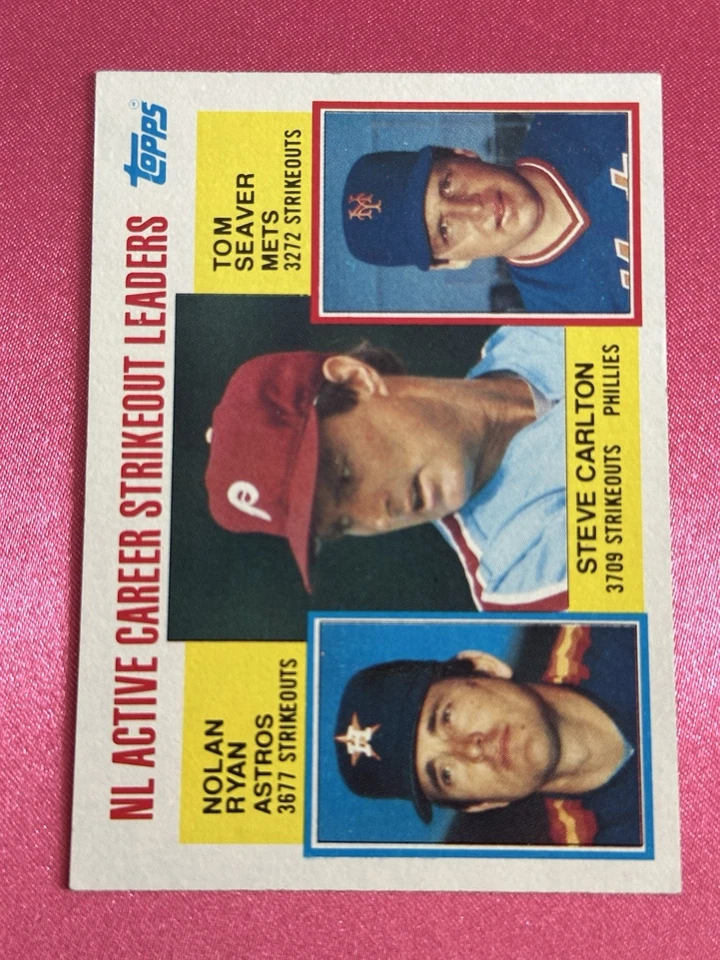 NL ACTIVE CAREER STRIKEOUT LEADERS
Topps
NOLAN
RYAN
ASTROS
3677 STRIKEOUTS
P
STEVE CARLTON
3709 STRIKEOUTS PHILLIES
TOM
SEAVER
METS
3272 STRIKEOUTS
NY
H